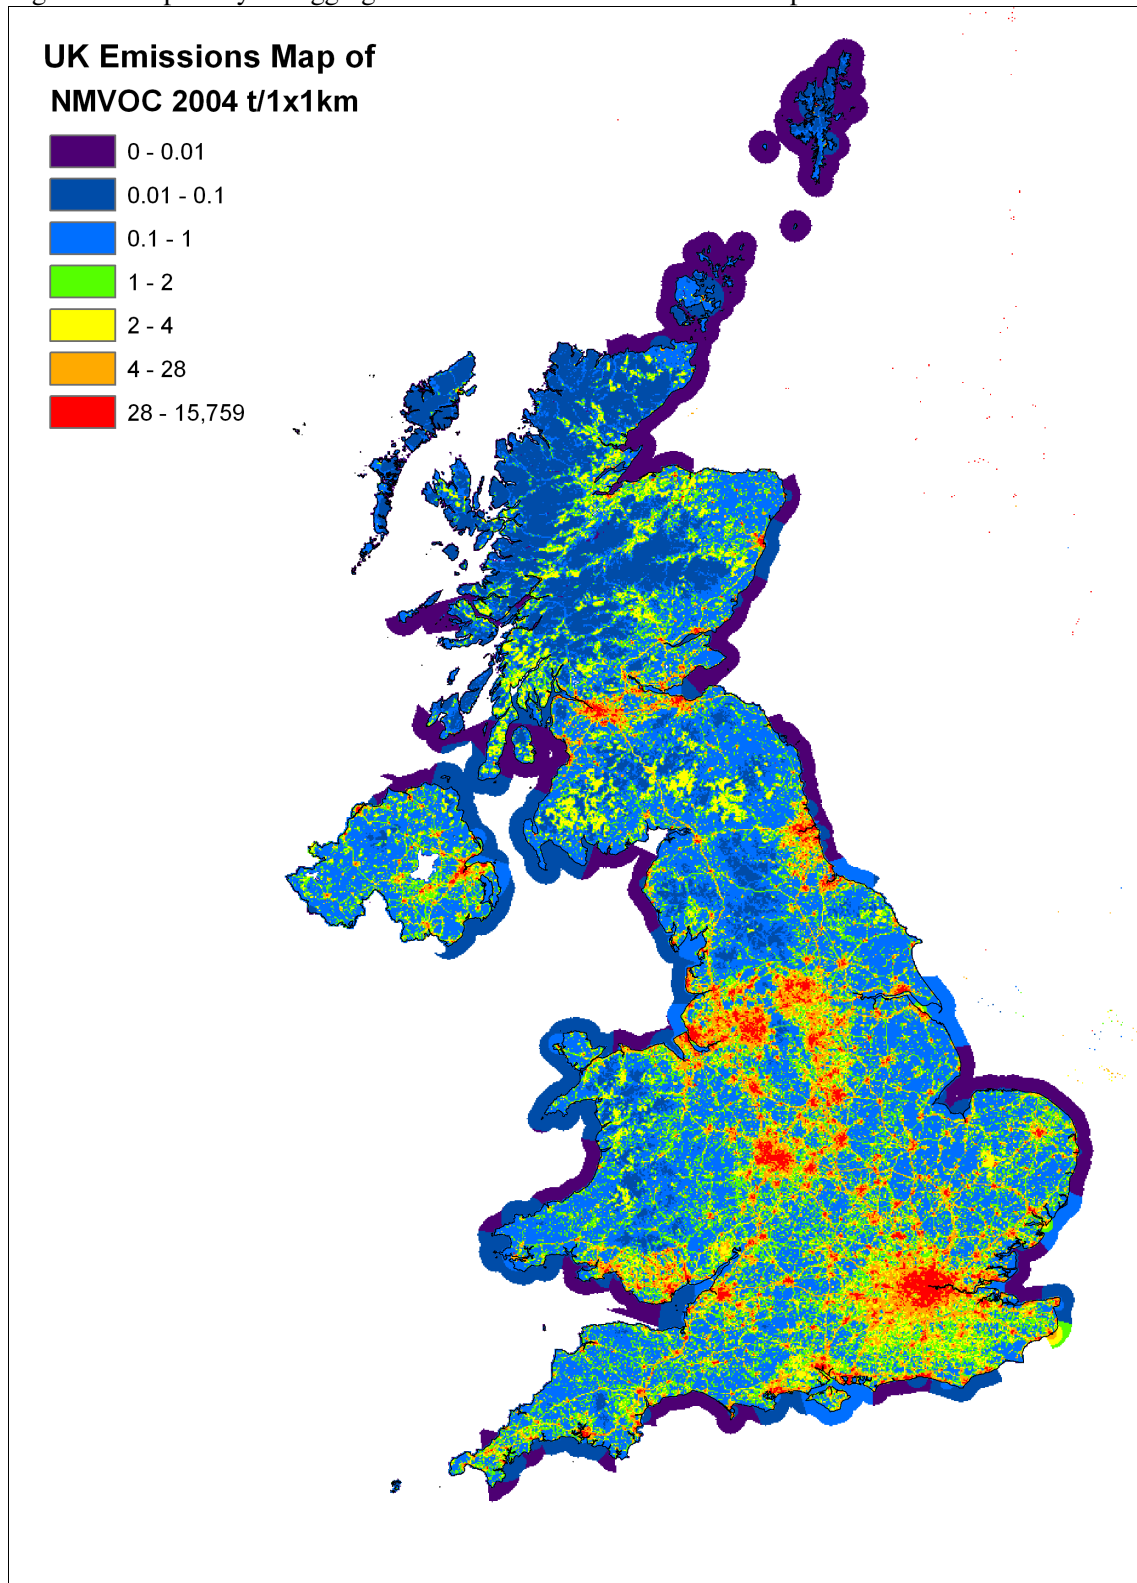 UK Emissions Map of
NMVOC 2004 t/1x1km
0 - 0.01
0.01 - 0.1
0.1 - 1
1 - 2
2 - 4
4 - 28
28 - 15,759